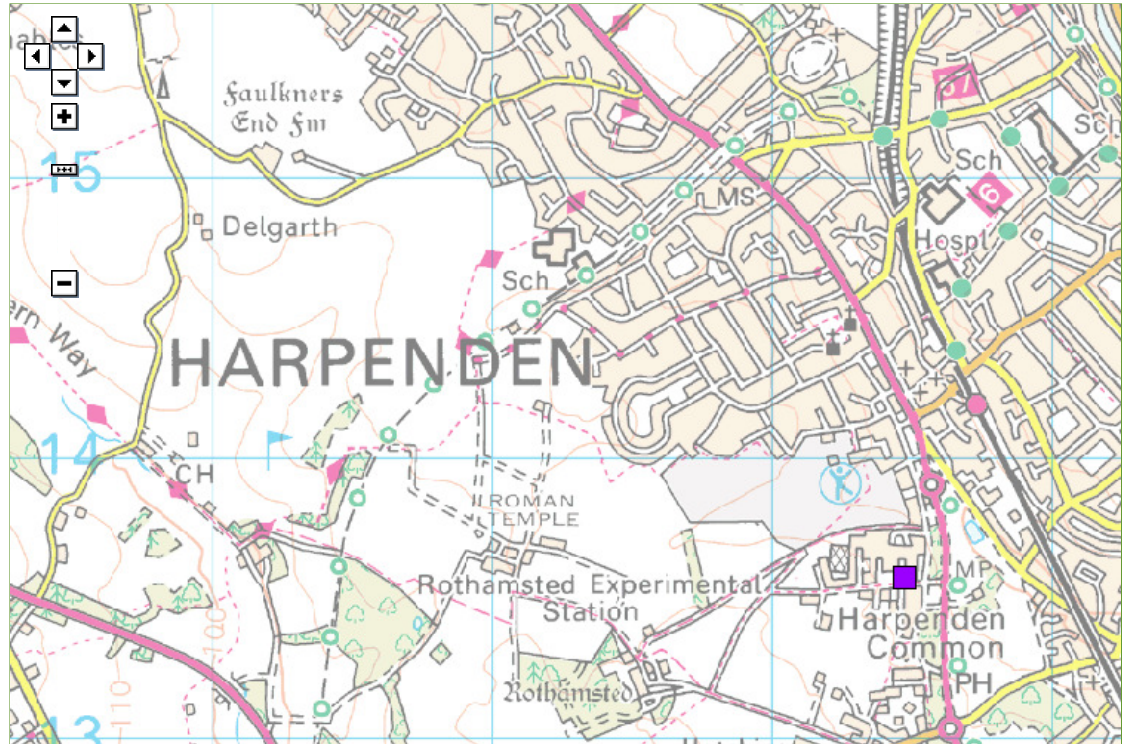 57
Faulkners
End Fm
Sch
15
Sch
6
MS
Delgarth
Hospl
Sch
ern Way
HARPENDEN
14
CH
ROMAN
TEMPLE
MP
Rothamsted Experimental
Station
Harpenden
Common
100
Rothamsted
PH
110
13